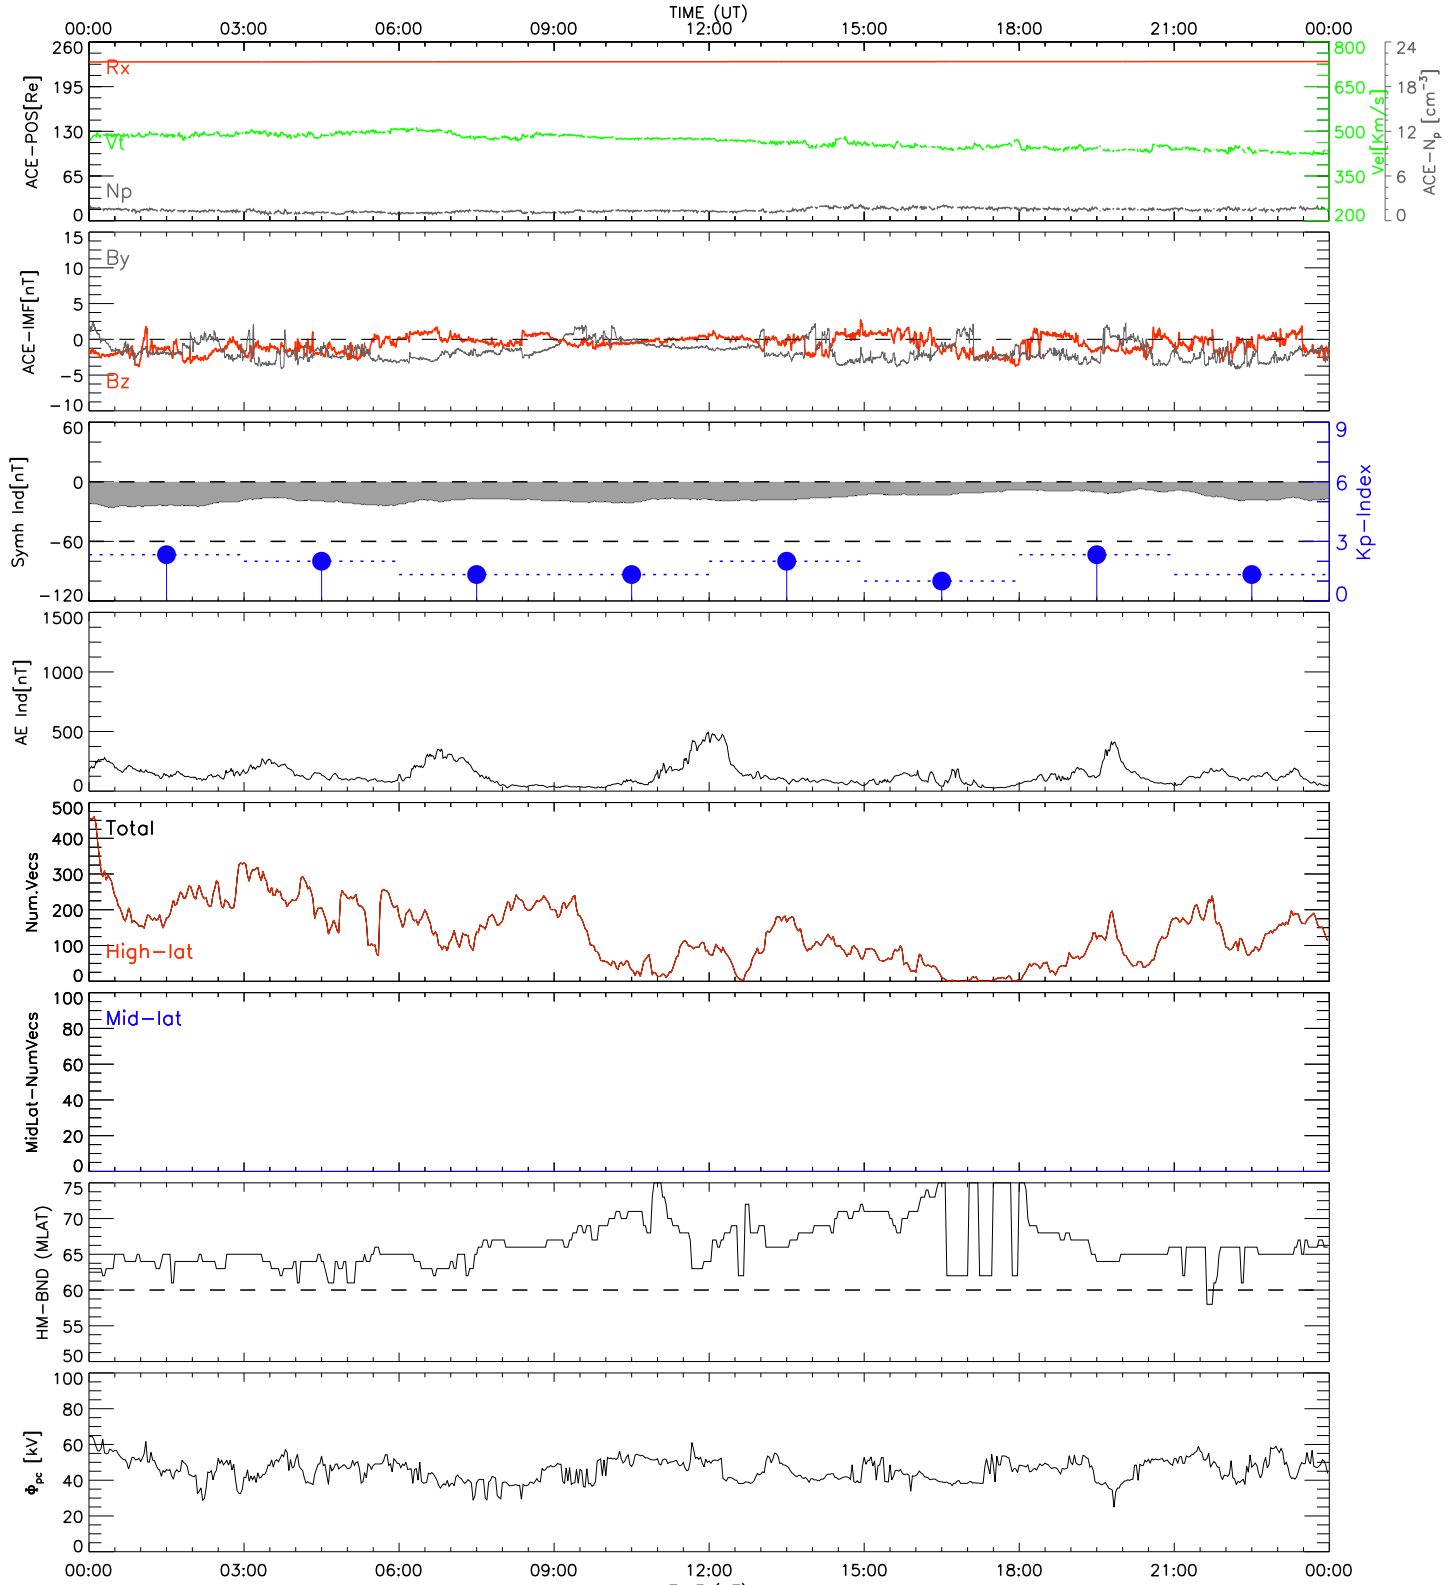 TIME (UT)
00:00 03:00 06:00 09:00 12:00 15:00 18:00 21:00 00:00
ACE-POS[Re]
260
195
130
65
0
Rx
Vt
Np
800
650
500
350
200
Vel[Km/s]
24
18
12
6
0
ACE-Np [cm-3]
ACE-IMF[nT]
15
10
5
0
-5
-10
By
Bz
Symh Ind[nT]
60
0
-60
-120
9
6
3
0
Kp-Index
AE Ind[nT]
1500
1000
500
0
Num.Vecs
500
400
300
200
100
0
Total
High-lat
MidLat-NumVecs
100
80
60
40
20
0
Mid-lat
HM-BND (MLAT)
75
70
65
60
55
50
Φpc [kV]
100
80
60
40
20
0
00:00 03:00 06:00 09:00 12:00 15:00 18:00 21:00 00:00